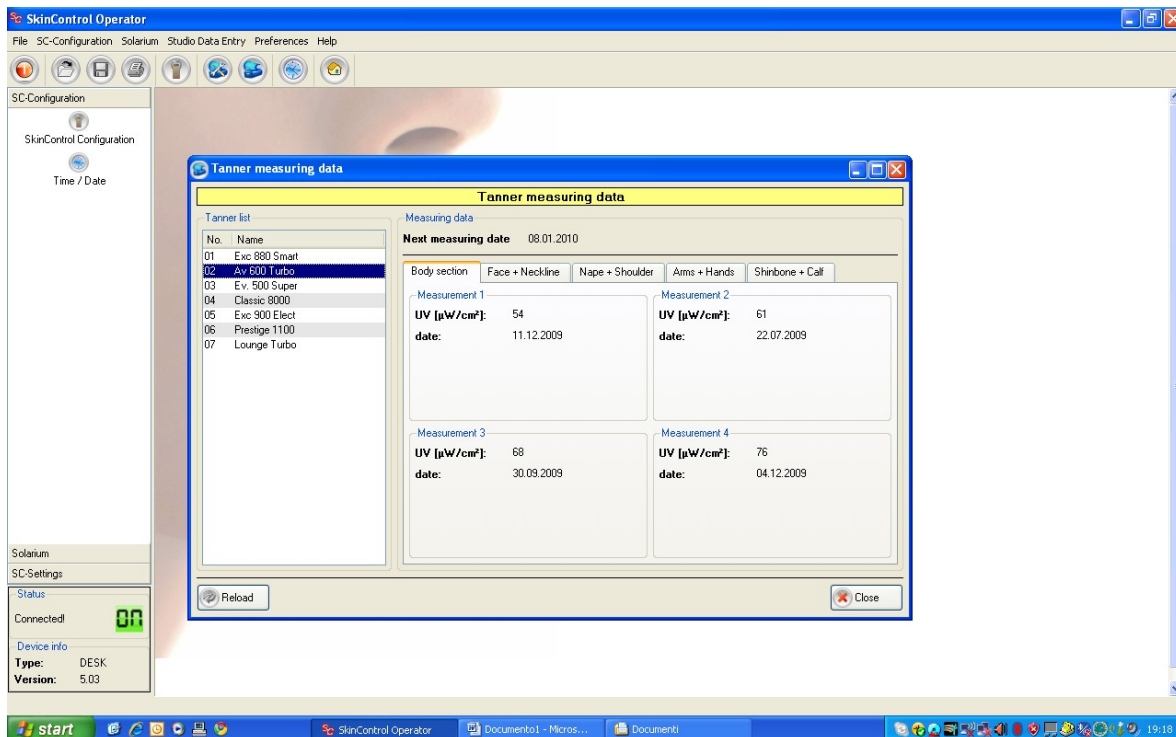 SC SkinControl Operator
File SC-Configuration Solarium Studio Data Entry Preferences Help
SC-Configuration
SkinControl Configuration
Time / Date
Tanner measuring data
Tanner measuring data
Tanner list
No. Name
01 Exc 880 Smart
02 Av 600 Turbo
03 Ev. 500 Super
04 Classic 8000
05 Exc 900 Elect
06 Prestige 1100
07 Lounge Turbo
Measuring data
Next measuring date 08.01.2010
Body section Face + Neckline Nape + Shoulder Arms + Hands Shinbone + Calf
Measurement 1
UV [µW/cm²]: 54
date: 11.12.2009
Measurement 2
UV [µW/cm²]: 61
date: 22.07.2009
Measurement 3
UV [µW/cm²]: 68
date: 30.09.2009
Measurement 4
UV [µW/cm²]: 76
date: 04.12.2009
Reload
Close
Solarium
SC-Settings
Status
Connected! ON
Device info
Type: DESK
Version: 5.03
start SC SkinControl Operator Documento1 - Micros... Documenti 19:18